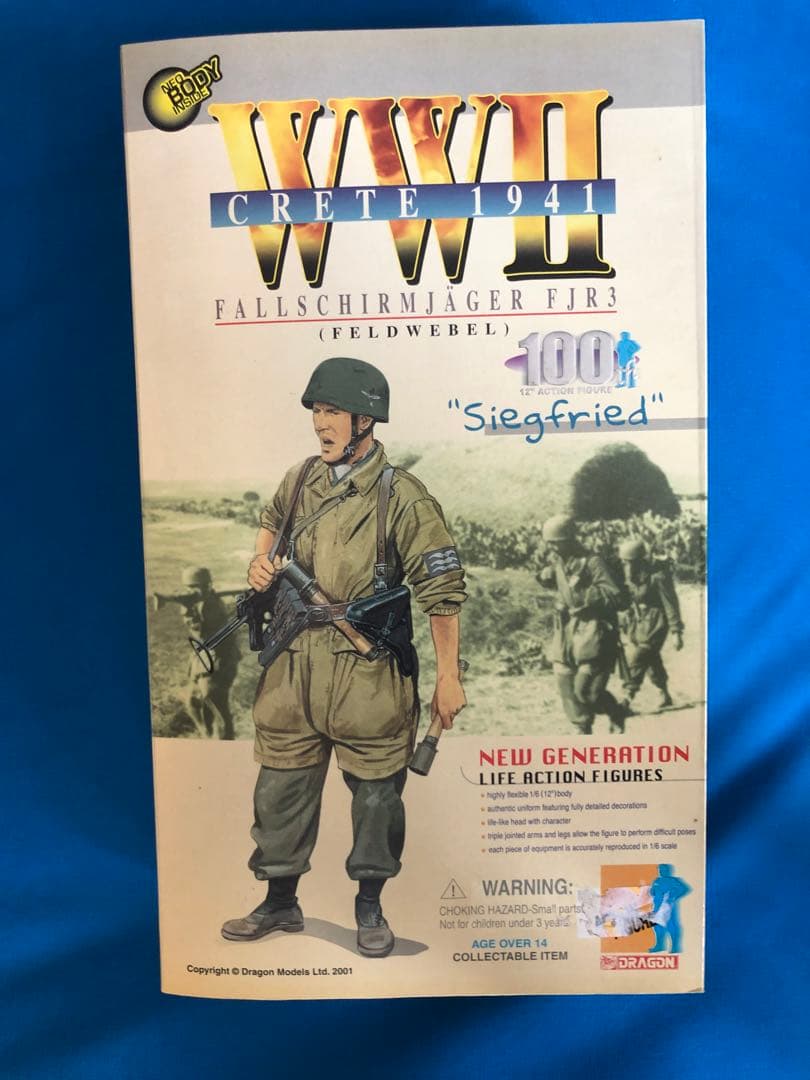 NEO
BODY
INSIDE
WWII
CRETE 1941
FALLSCHIRMJÄGER FJR3
(FELDWEBEL)
100
12" ACTION FIGURE
"Siegfried"
NEW GENERATION
LIFE ACTION FIGURES
highly flexible 1/6 (12") body
authentic uniform featuring fully detailed decorations
life-like head with character
triple jointed arms and legs allow the figure to perform difficult poses
each piece of equipment is accurately reproduced in 1/6 scale
WARNING:
CHOKING HAZARD-Small parts
Not for children under 3 years
AGE OVER 14
COLLECTABLE ITEM
DRAGON
Copyright © Dragon Models Ltd. 2001